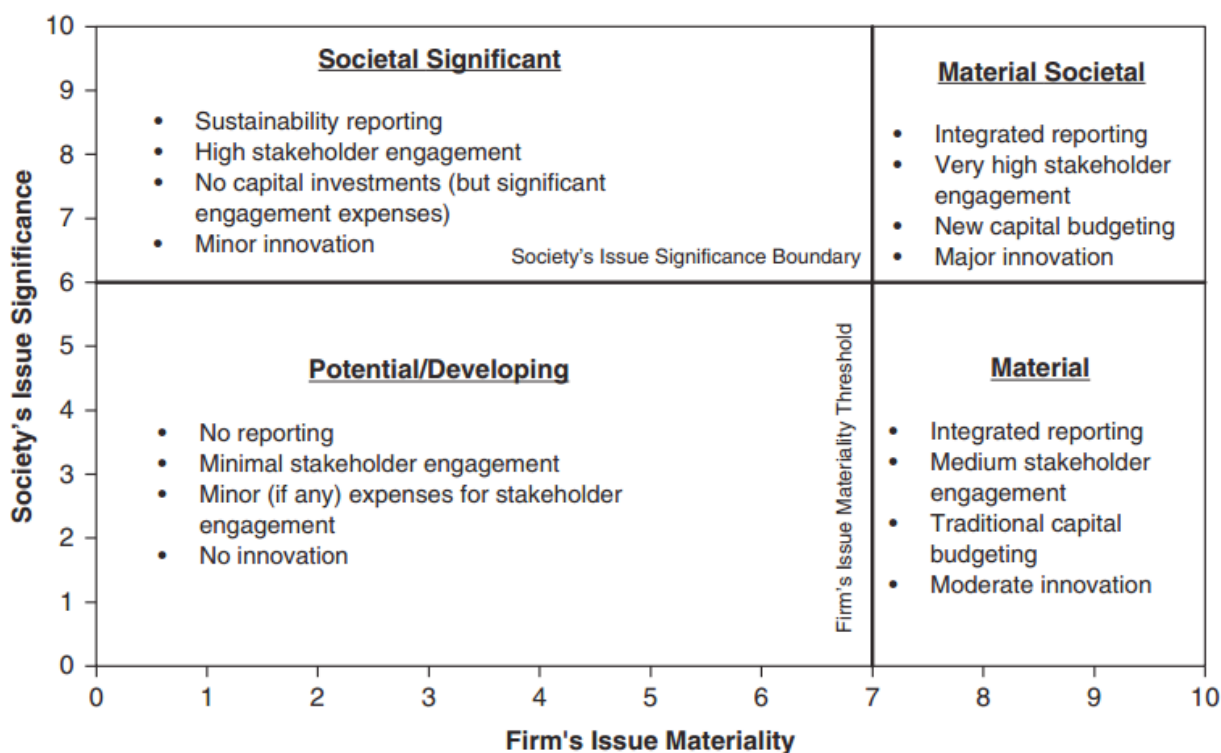 Societal Significant
• Sustainability reporting
• High stakeholder engagement
• No capital investments (but significant
engagement expenses)
• Minor innovation
Society's Issue Significance Boundary
Material Societal
• Integrated reporting
• Very high stakeholder
engagement
• New capital budgeting
• Major innovation
Potential/Developing
• No reporting
• Minimal stakeholder engagement
• Minor (if any) expenses for stakeholder
engagement
• No innovation
Firm's Issue Materiality Threshold
Material
• Integrated reporting
• Medium stakeholder
engagement
• Traditional capital
budgeting
• Moderate innovation
Society's Issue Significance
10
9
8
7
6
5
4
3
2
1
0
0 1 2 3 4 5 6 7 8 9 10
Firm's Issue Materiality